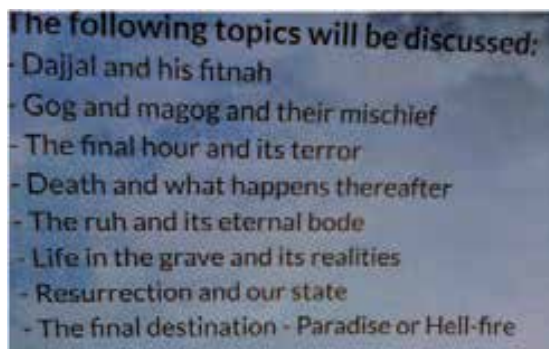 The following topics will be discussed:
- Dajjal and his fitnah
- Gog and magog and their mischief
- The final hour and its terror
- Death and what happens thereafter
- The ruh and its eternal bode
- Life in the grave and its realities
- Resurrection and our state
- The final destination - Paradise or Hell-fire